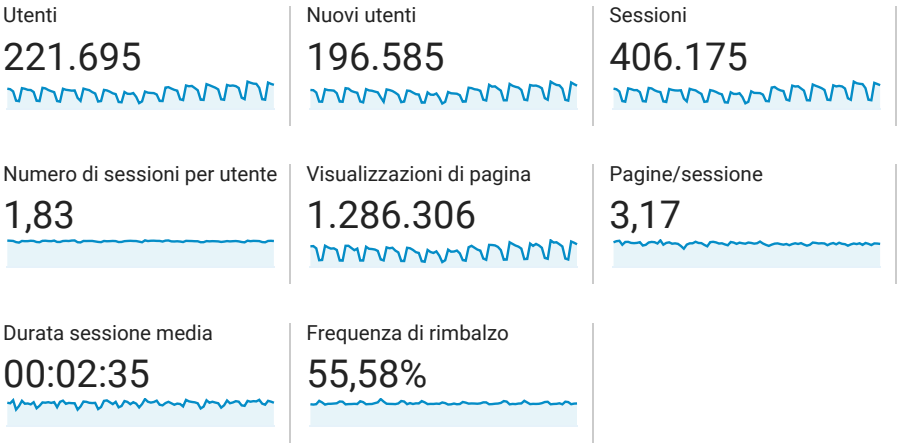 Utenti
221.695
Nuovi utenti
196.585
Sessioni
406.175
Numero di sessioni per utente
1,83
Visualizzazioni di pagina
1.286.306
Pagine/sessione
3,17
Durata sessione media
00:02:35
Frequenza di rimbalzo
55,58%